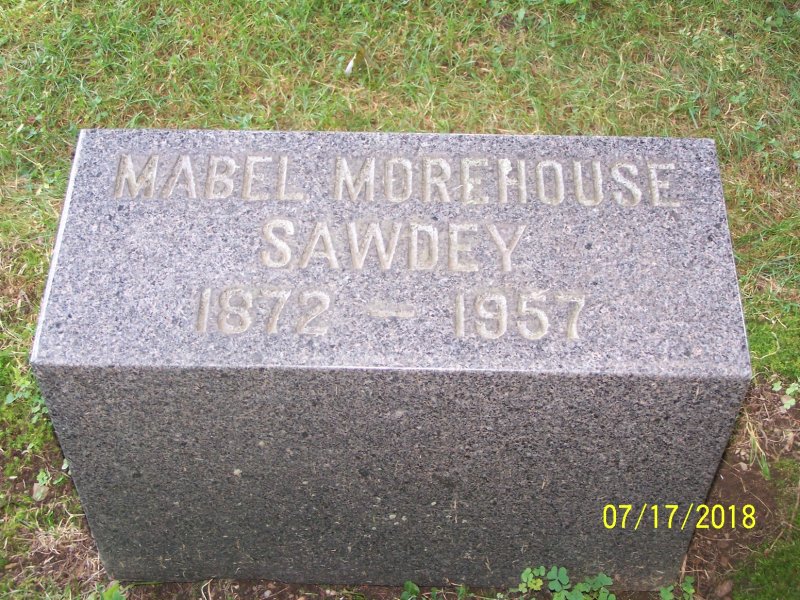 MABEL MOREHOUSE
SAWDEY
1872 — 1957
07/17/2018